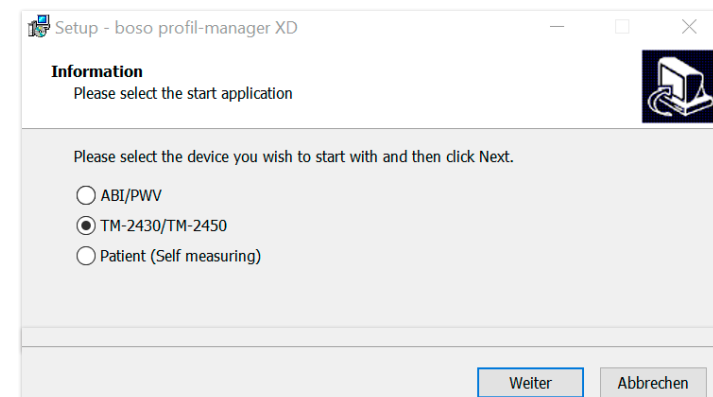 Setup - boso profil-manager XD
Information
Please select the start application
Please select the device you wish to start with and then click Next.
ABI/PWV
TM-2430/TM-2450
Patient (Self measuring)
Weiter
Abbrechen